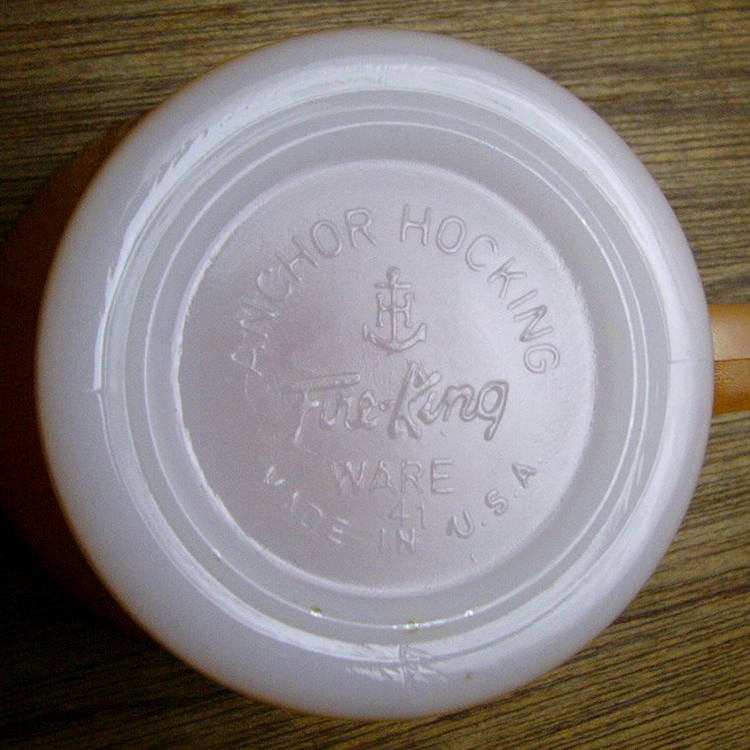 ANCHOR HOCKING
H
Fire-King
WARE
41
MADE IN U.S.A